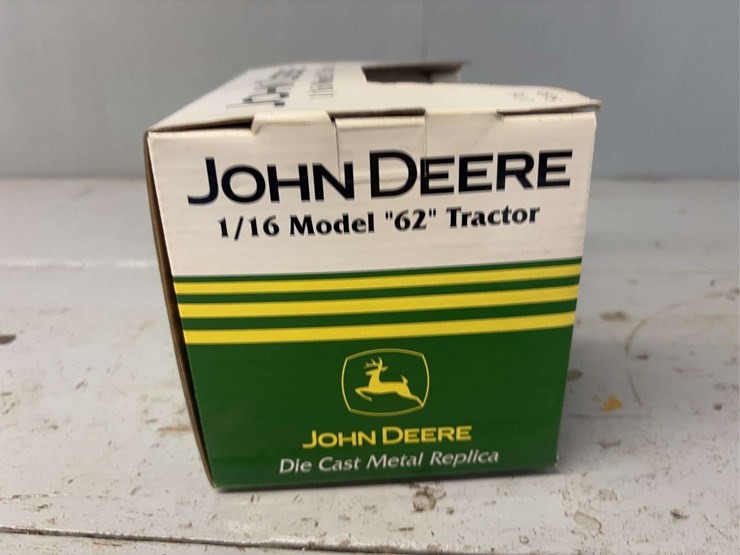 JOHN DEERE
1/16 Model "62" Tractor
JOHN DEERE
Die Cast Metal Replica